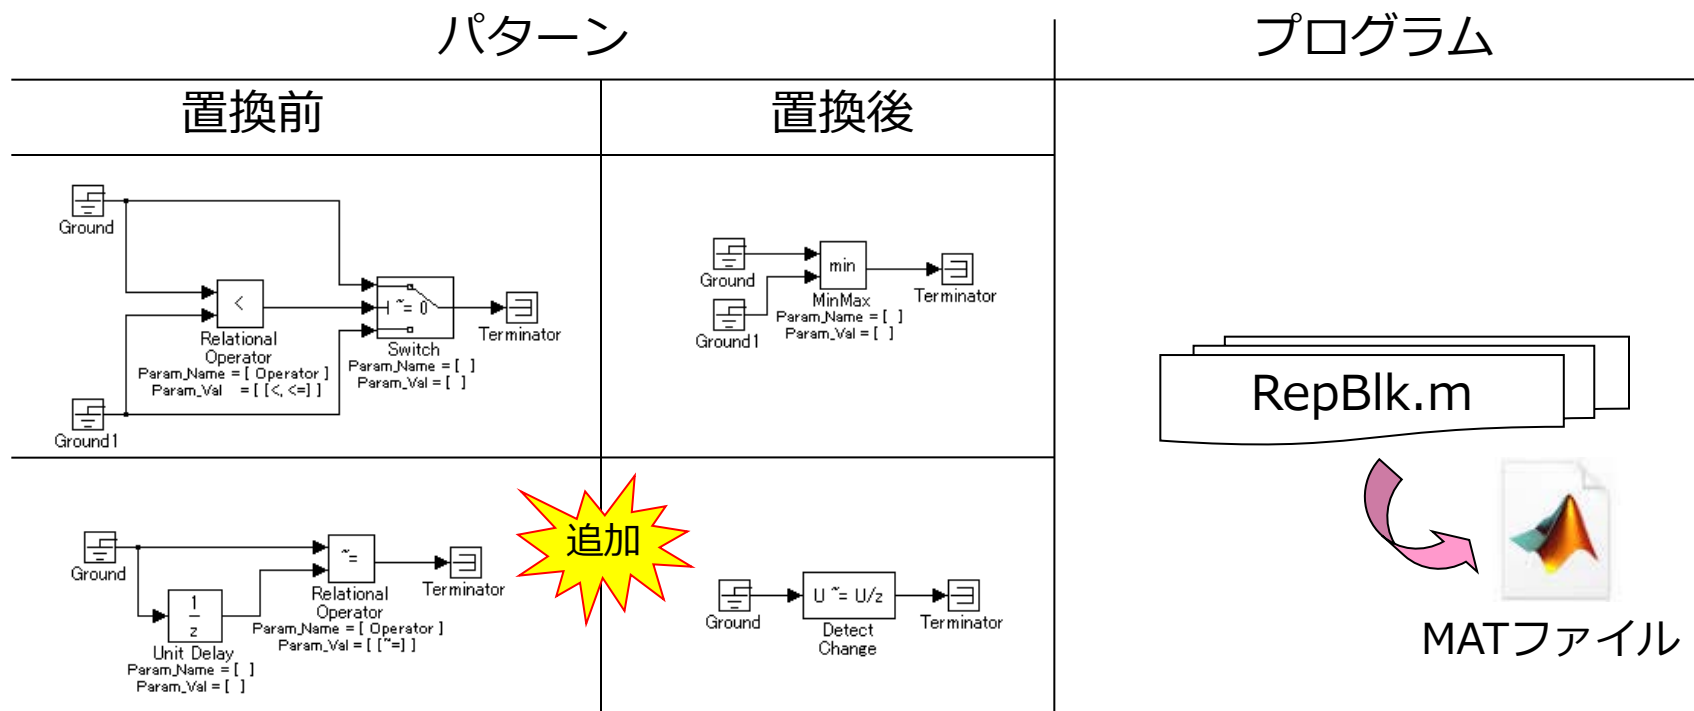 パターン
プログラム
置換前
置換後
Ground
<
Relational
Operator
Param_Name = [ Operator ]
Param_Val = [ [<, <=] ]
Ground1
~= 0
Switch
Param_Name = [ ]
Param_Val = [ ]
Terminator
Ground
Ground1
min
MinMax
Param_Name = [ ]
Param_Val = [ ]
Terminator
RepBlk.m
MATファイル
追加
Ground
1
z
Unit Delay
Param_Name = [ ]
Param_Val = [ ]
~=
Relational
Operator
Param_Name = [ Operator ]
Param_Val = [ [~=] ]
Terminator
Ground
U ~= U/z
Detect
Change
Terminator